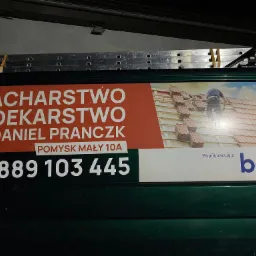 ACHARSTWO
DEKARSTWO
DANIEL PRANCZK
POMYSK MAŁY 10A
889 103 445
b